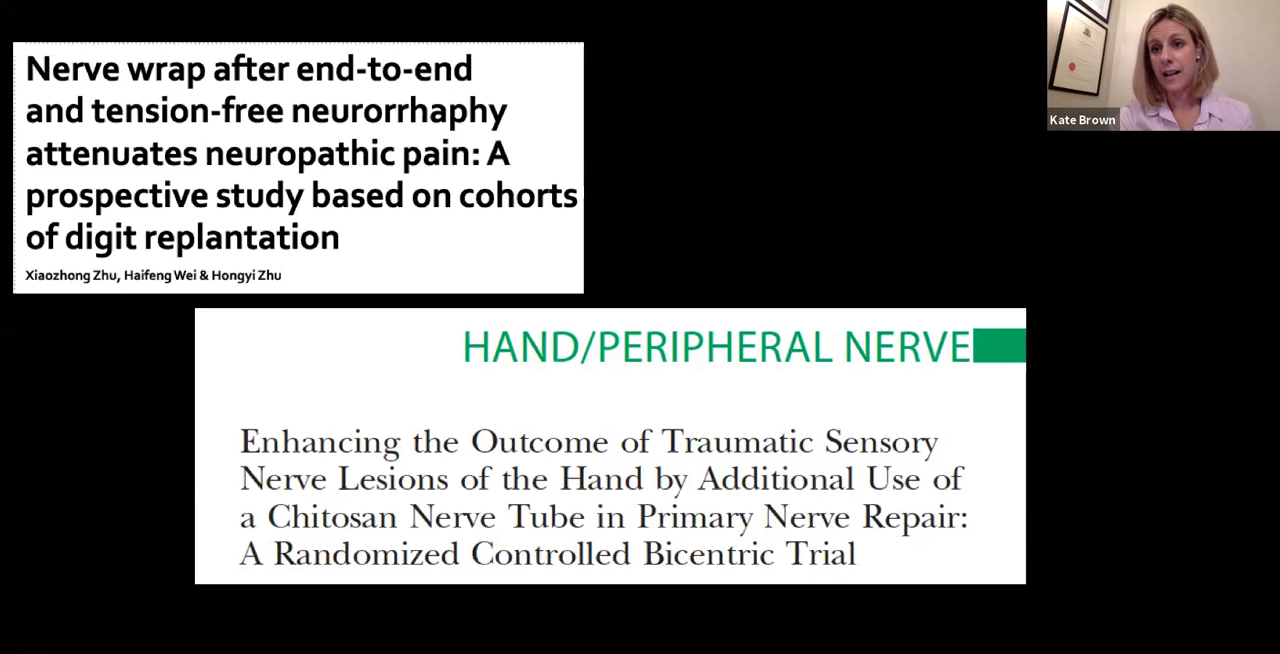 Nerve wrap after end-to-end
and tension-free neurorrhaphy
attenuates neuropathic pain: A
prospective study based on cohorts
of digit replantation
Xiaozhong Zhu, Haifeng Wei & Hongyi Zhu
Kate Brown
HAND/PERIPHERAL NERVE
Enhancing the Outcome of Traumatic Sensory
Nerve Lesions of the Hand by Additional Use of
a Chitosan Nerve Tube in Primary Nerve Repair:
A Randomized Controlled Bicentric Trial